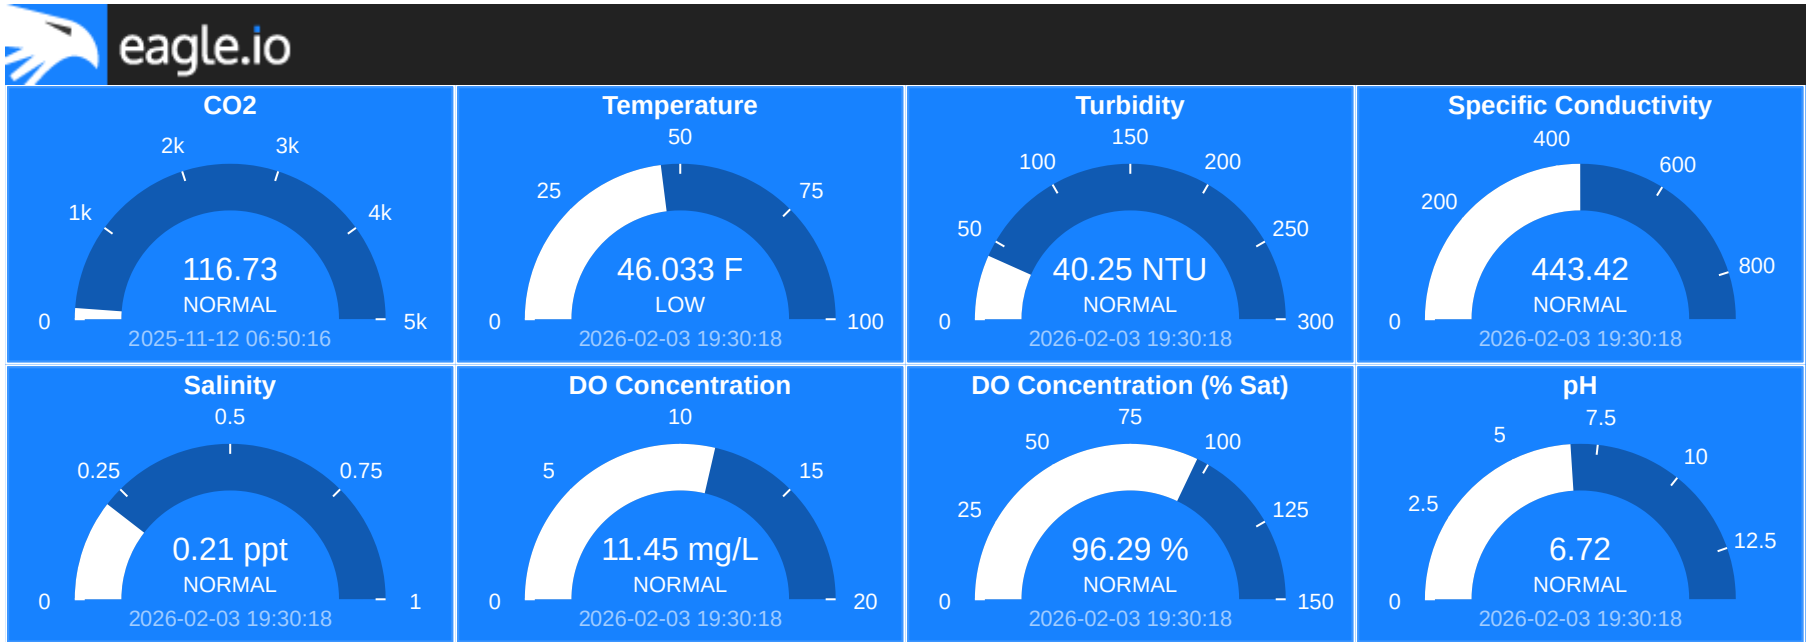 eagle.io
CO2
0
1k
2k
3k
4k
5k
116.73
NORMAL
2025-11-12 06:50:16
Temperature
0
25
50
75
100
46.033 F
LOW
2026-02-03 19:30:18
Turbidity
0
50
100
150
200
250
300
40.25 NTU
NORMAL
2026-02-03 19:30:18
Specific Conductivity
0
200
400
600
800
443.42
NORMAL
2026-02-03 19:30:18
Salinity
0
0.25
0.5
0.75
1
0.21 ppt
NORMAL
2026-02-03 19:30:18
DO Concentration
0
5
10
15
20
11.45 mg/L
NORMAL
2026-02-03 19:30:18
DO Concentration (% Sat)
0
25
50
75
100
125
150
96.29 %
NORMAL
2026-02-03 19:30:18
pH
0
2.5
5
7.5
10
12.5
6.72
NORMAL
2026-02-03 19:30:18